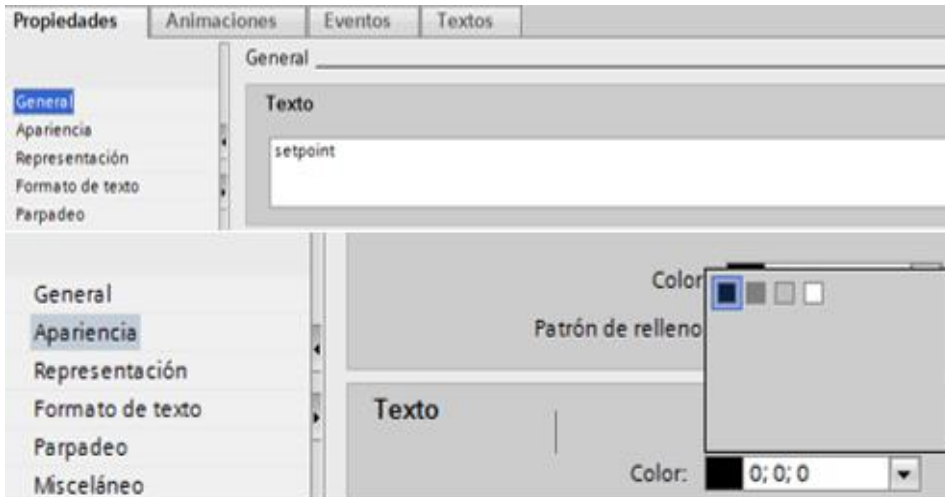 Propiedades Animaciones Eventos Textos
General
General
Texto
Apariencia
setpoint
Representación
Formato de texto
Parpadeo
Color
General
Patrón de relleno
Apariencia
Representación
Formato de texto
Texto
Parpadeo
Color: 0; 0; 0
Misceláneo